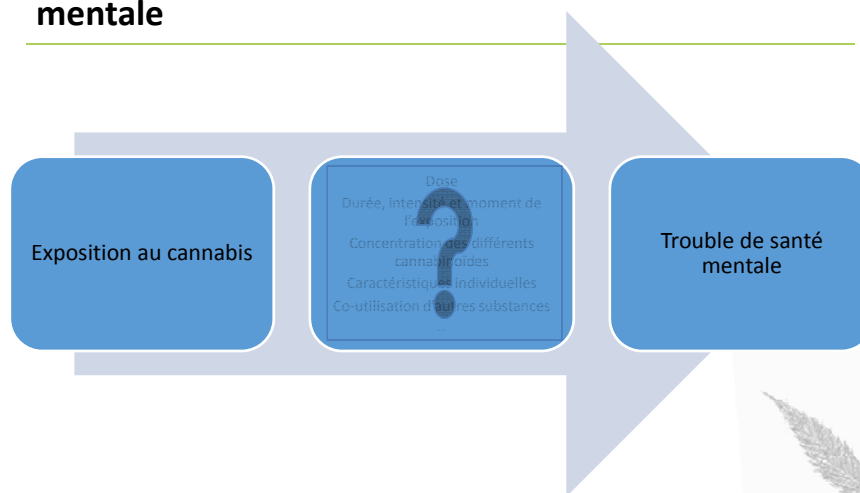 mentale
Exposition au cannabis
Dose
Durée, intensité et moment de
l'exposition
Concentration des différents
cannabinoïdes
Caractéristiques individuelles
Co-utilisation d'autres substances
...
?
Trouble de santé
mentale